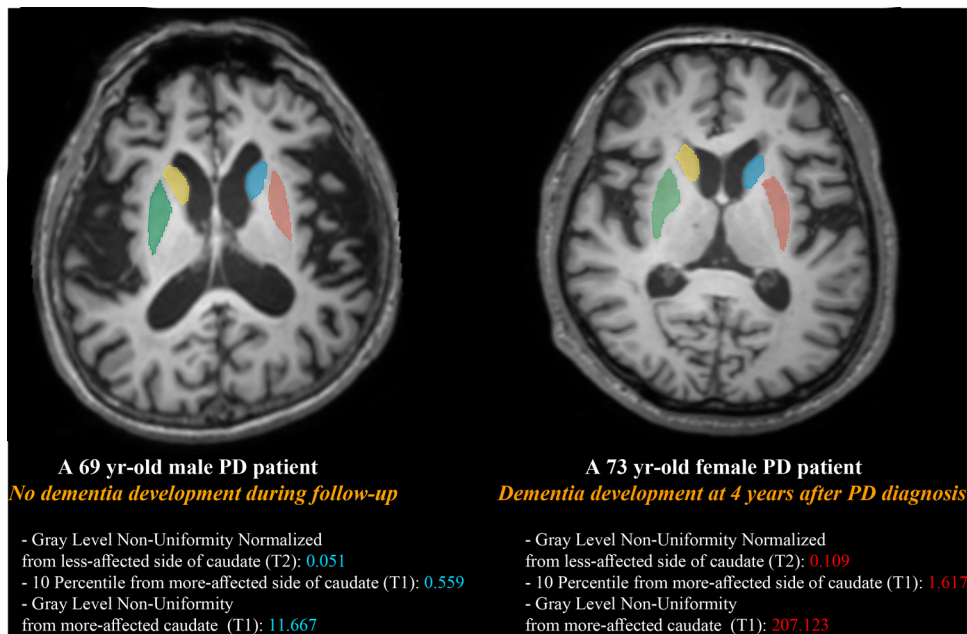 A 69 yr-old male PD patient
No dementia development during follow-up
- Gray Level Non-Uniformity Normalized
from less-affected side of caudate (T2): 0.051
- 10 Percentile from more-affected side of caudate (T1): 0.559
- Gray Level Non-Uniformity
from more-affected caudate (T1): 11.667
A 73 yr-old female PD patient
Dementia development at 4 years after PD diagnosis
- Gray Level Non-Uniformity Normalized
from less-affected side of caudate (T2): 0.109
- 10 Percentile from more-affected side of caudate (T1): 1.617
- Gray Level Non-Uniformity
from more-affected caudate (T1): 207.123